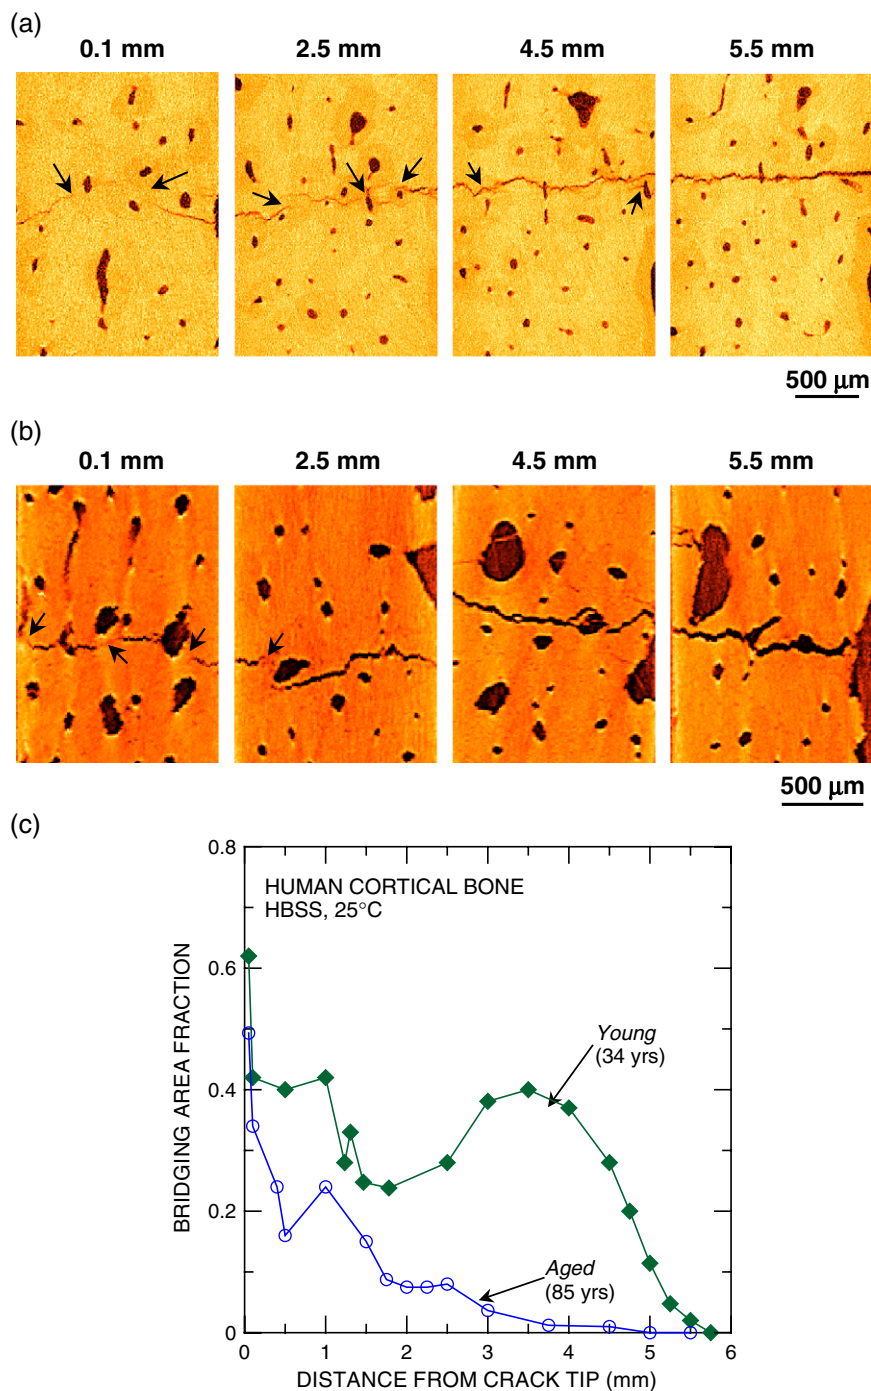 (a)
0.1 mm
2.5 mm
4.5 mm
5.5 mm
500 μm
(b)
0.1 mm
2.5 mm
4.5 mm
5.5 mm
500 μm
(c)
0.8
0.6
0.4
0.2
0
BRIDGING AREA FRACTION
HUMAN CORTICAL BONE
HBSS, 25°C
Young
(34 yrs)
Aged
(85 yrs)
0 1 2 3 4 5 6
DISTANCE FROM CRACK TIP (mm)